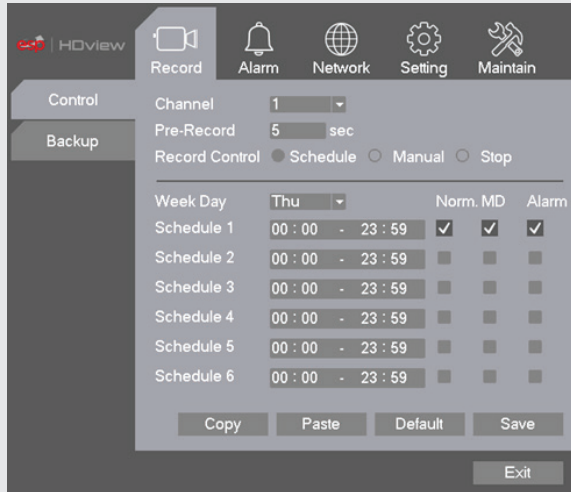 esp | HDview
Record Alarm Network Setting Maintain
Control
Backup
Channel 1
Pre-Record 5 sec
Record Control Schedule Manual Stop
Week Day Thu Norm. MD Alarm
Schedule 1 00 : 00 - 23 : 59
Schedule 2 00 : 00 - 23 : 59
Schedule 3 00 : 00 - 23 : 59
Schedule 4 00 : 00 - 23 : 59
Schedule 5 00 : 00 - 23 : 59
Schedule 6 00 : 00 - 23 : 59
Copy Paste Default Save
Exit